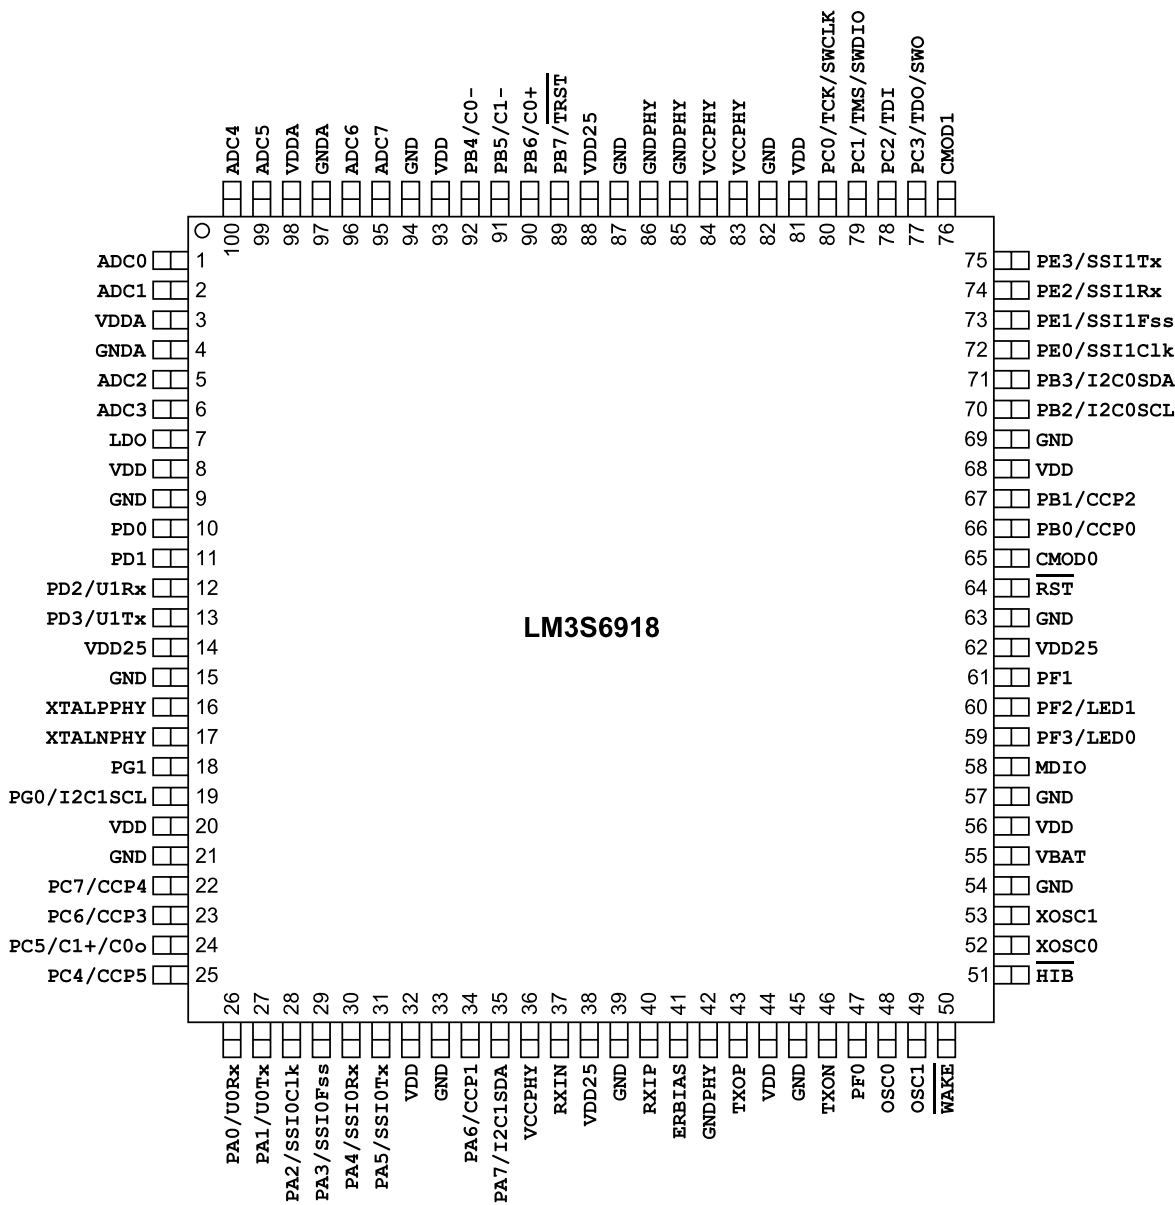 ADC4
ADC5
VDDA
GNDA
ADC6
ADC7
GND
VDD
PB4/C0-
PB5/C1-
PB6/C0+
PB7/TRST
VDD25
GND
GNDPHY
GNDPHY
VCCPHY
VCCPHY
GND
VDD
PC0/TCK/SWCLK
PC1/TMS/SWDIO
PC2/TDI
PC3/TDO/SWO
CMOD1
100
99
98
97
96
95
94
93
92
91
90
89
88
87
86
85
84
83
82
81
80
79
78
77
76
ADC0 1
ADC1 2
VDDA 3
GNDA 4
ADC2 5
ADC3 6
LDO 7
VDD 8
GND 9
PD0 10
PD1 11
PD2/U1Rx 12
PD3/U1Tx 13
VDD25 14
GND 15
XTALPPHY 16
XTALNPHY 17
PG1 18
PG0/I2C1SCL 19
VDD 20
GND 21
PC7/CCP4 22
PC6/CCP3 23
PC5/C1+/C0o 24
PC4/CCP5 25
LM3S6918
75 PE3/SSI1Tx
74 PE2/SSI1Rx
73 PE1/SSI1Fss
72 PE0/SSI1Clk
71 PB3/I2C0SDA
70 PB2/I2C0SCL
69 GND
68 VDD
67 PB1/CCP2
66 PB0/CCP0
65 CMOD0
64 RST
63 GND
62 VDD25
61 PF1
60 PF2/LED1
59 PF3/LED0
58 MDIO
57 GND
56 VDD
55 VBAT
54 GND
53 XOSC1
52 XOSC0
51 HIB
26
27
28
29
30
31
32
33
34
35
36
37
38
39
40
41
42
43
44
45
46
47
48
49
50
PA0/U0Rx
PA1/U0Tx
PA2/SSI0Clk
PA3/SSI0Fss
PA4/SSI0Rx
PA5/SSI0Tx
VDD
GND
PA6/CCP1
PA7/I2C1SDA
VCCPHY
RXIN
VDD25
GND
RXIP
ERBIAS
GNDPHY
TXOP
VDD
GND
TXON
PF0
OSC0
OSC1
WAKE